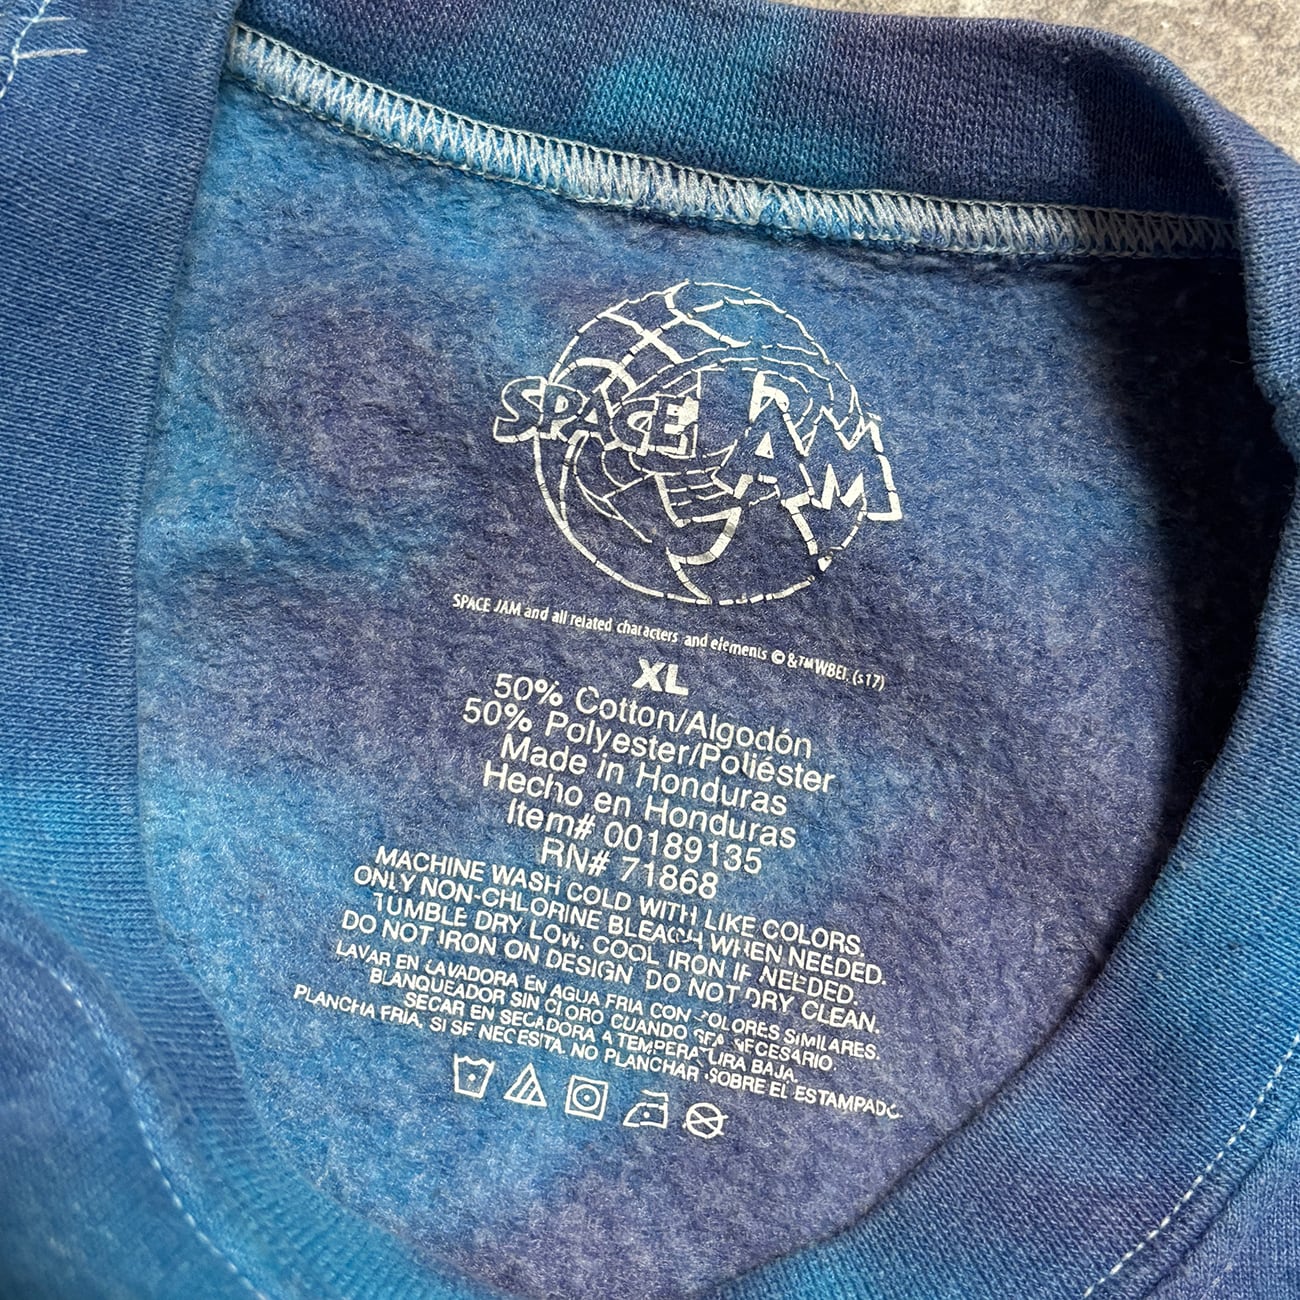 SPACE JAM
SPACE JAM and all related characters and elements © & TM WBEI. (s17)
XL
50% Cotton/Algodón
50% Polyester/Poliéster
Made in Honduras
Hecho en Honduras
Item# 00189135
RN# 71868
MACHINE WASH COLD WITH LIKE COLORS.
ONLY NON-CHLORINE BLEACH WHEN NEEDED.
TUMBLE DRY LOW. COOL IRON IF NEEDED.
DO NOT IRON ON DESIGN DO NOT DRY CLEAN.
LAVAR EN LAVADORA EN AGUA FRIA CON COLORES SIMILARES.
BLANQUEADOR SIN CLORO CUANDO SEA NECESARIO.
SECAR EN SECADORA A TEMPERATURA BAJA.
PLANCHA FRIA, SI SE NECESITA. NO PLANCHAR SOBRE EL ESTAMPADO.